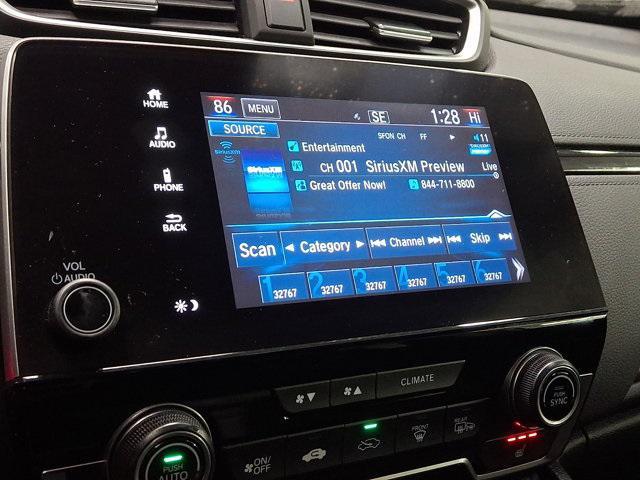 86 MENU SE 1:28 Hi
HOME
SOURCE SFON CH FF 11
SiriusXM Entertainment
AUDIO
SiriusXM CH 001 SiriusXM Preview Live
Great Offer Now! 844-711-8800
PHONE
BACK
Scan Category Channel Skip
1 2 3 4 5 6
32767 32767 32767 32767 32767 32767
VOL
AUDIO
CLIMATE
PUSH SYNC
FRONT REAR
ON/OFF
PUSH
AUTO